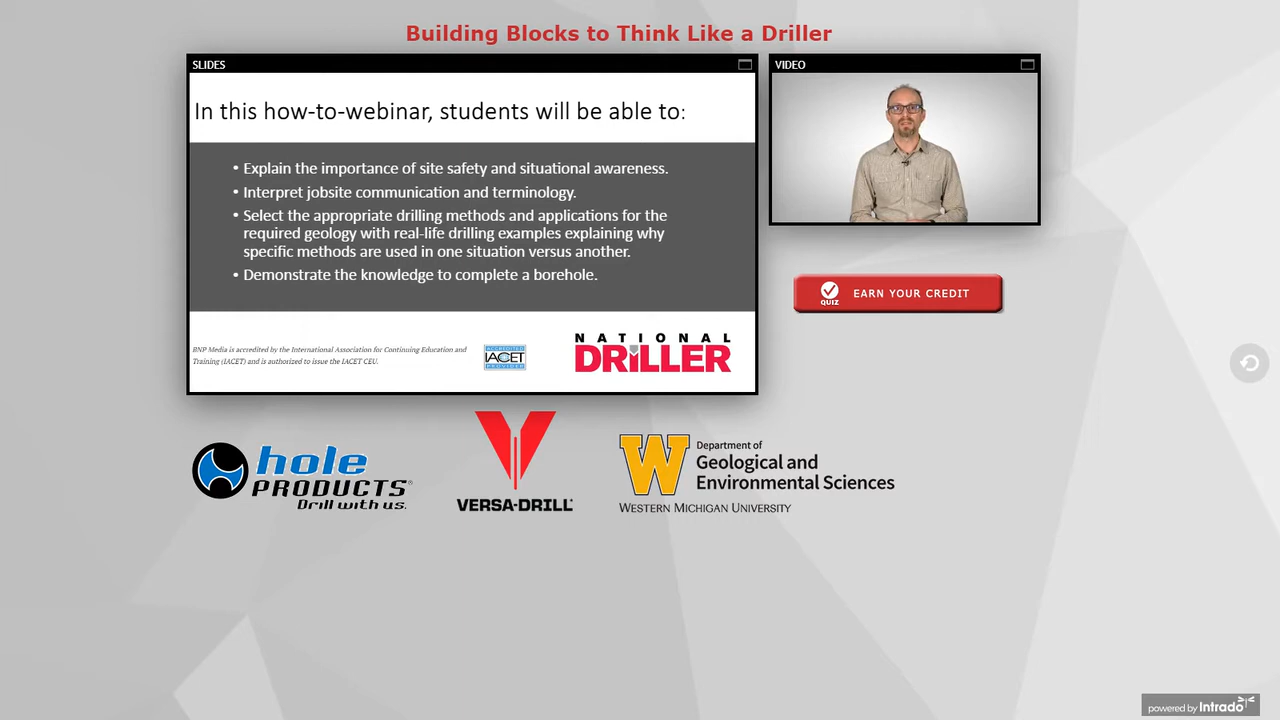 Building Blocks to Think Like a Driller
SLIDES
In this how-to-webinar, students will be able to:
• Explain the importance of site safety and situational awareness.
• Interpret jobsite communication and terminology.
• Select the appropriate drilling methods and applications for the
required geology with real-life drilling examples explaining why
specific methods are used in one situation versus another.
• Demonstrate the knowledge to complete a borehole.
BNP Media is accredited by the International Association for Continuing Education and
Training (IACET) and is authorized to issue the IACET CEU.
ACCREDITED
IACET
PROVIDER
NATIONAL
DRILLER
VIDEO
QUIZ
EARN YOUR CREDIT
hole
PRODUCTS®
Drill with us.
VERSA-DRILL®
W
Department of
Geological and
Environmental Sciences
WESTERN MICHIGAN UNIVERSITY
powered by Intrado